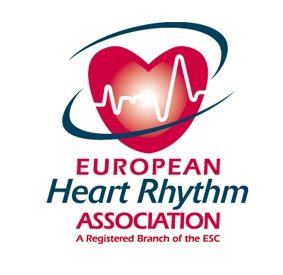 EUROPEAN
Heart Rhythm
ASSOCIATION
A Registered Branch of the ESC